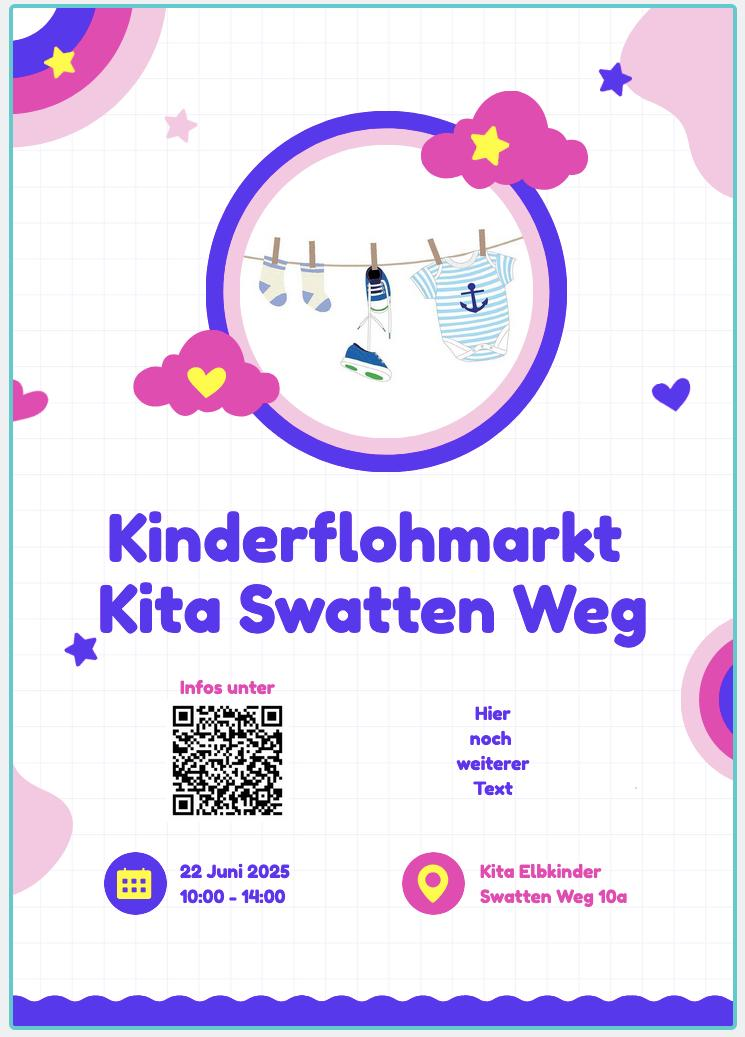 Kinderflohmarkt
Kita Swatten Weg
Infos unter
Hier
noch
weiterer
Text
22 Juni 2025
10:00 - 14:00
Kita Elbkinder
Swatten Weg 10a